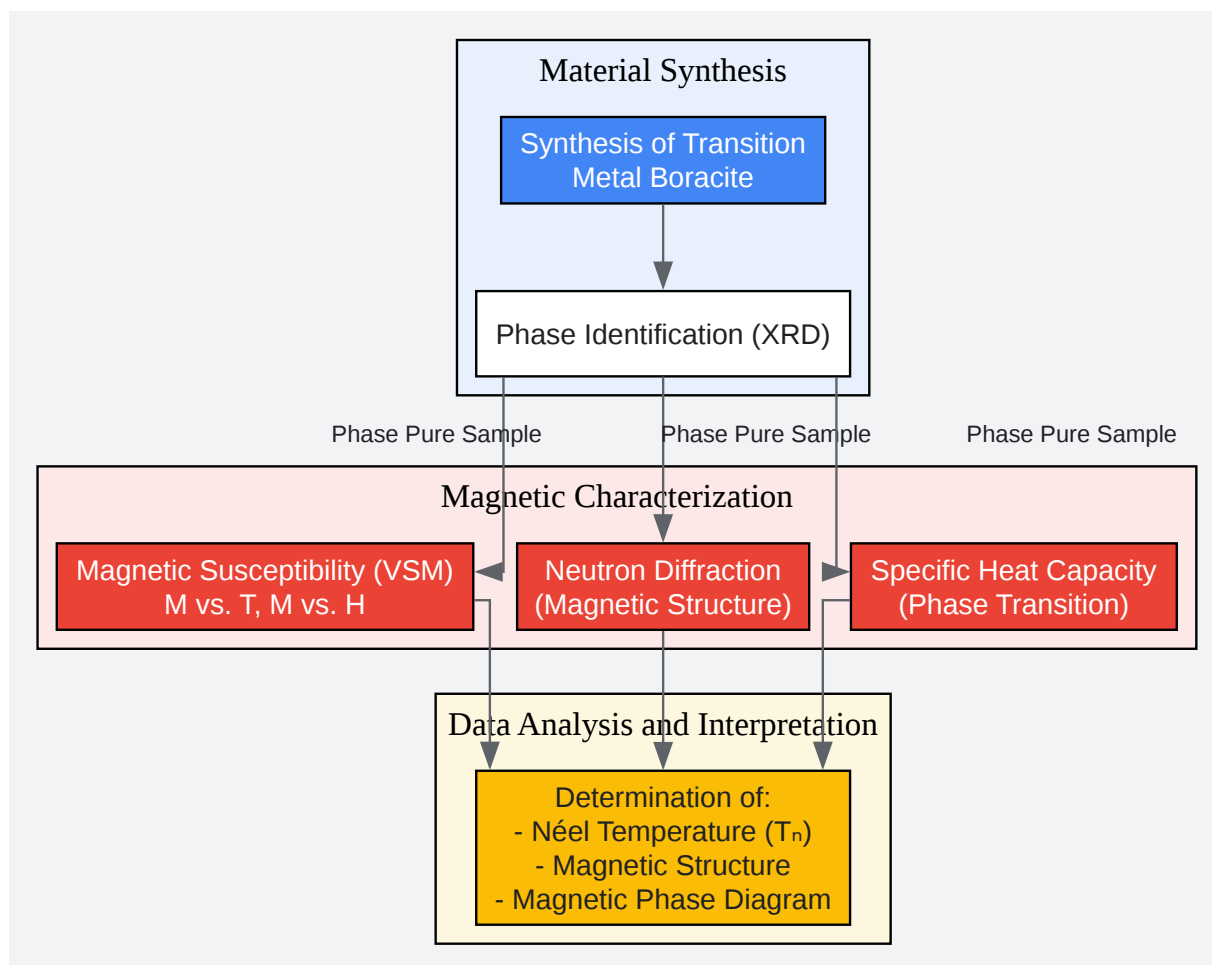 Material Synthesis
Synthesis of Transition
Metal Boracite
Phase Identification (XRD)
Phase Pure Sample
Phase Pure Sample
Phase Pure Sample
Magnetic Characterization
Magnetic Susceptibility (VSM)
M vs. T, M vs. H
Neutron Diffraction
(Magnetic Structure)
Specific Heat Capacity
(Phase Transition)
Data Analysis and Interpretation
Determination of:
- Néel Temperature (Tₙ)
- Magnetic Structure
- Magnetic Phase Diagram